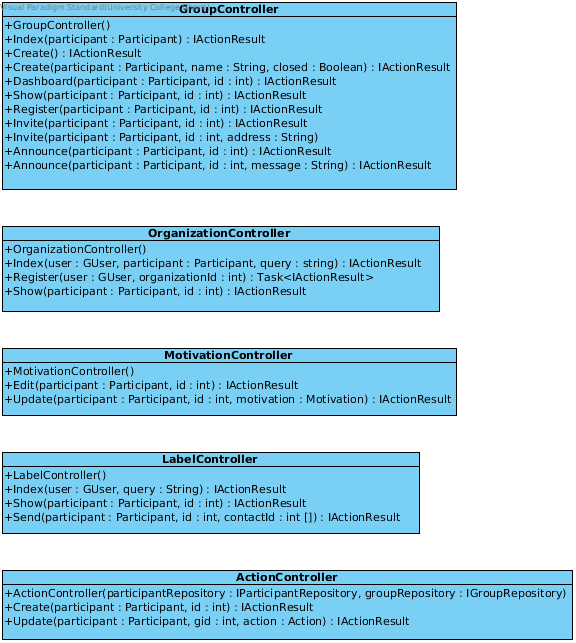 Visual Paradigm Standard(University College
GroupController
+GroupController()
+Index(participant : Participant) : IActionResult
+Create() : IActionResult
+Create(participant : Participant, name : String, closed : Boolean) : IActionResult
+Dashboard(participant : Participant, id : int) : IActionResult
+Show(participant : Participant, id : int) : IActionResult
+Register(participant : Participant, id : int) : IActionResult
+Invite(participant : Participant, id : int) : IActionResult
+Invite(participant : Participant, id : int, address : String)
+Announce(participant : Participant, id : int) : IActionResult
+Announce(participant : Participant, id : int, message : String) : IActionResult
OrganizationController
+OrganizationController()
+Index(user : GUser, participant : Participant, query : string) : IActionResult
+Register(user : GUser, organizationId : int) : Task<IActionResult>
+Show(participant : Participant, id : int) : IActionResult
MotivationController
+MotivationController()
+Edit(participant : Participant, id : int) : IActionResult
+Update(participant : Participant, id : int, motivation : Motivation) : IActionResult
LabelController
+LabelController()
+Index(user : GUser, query : String) : IActionResult
+Show(participant : Participant, id : int) : IActionResult
+Send(participant : Participant, id : int, contactId : int []) : IActionResult
ActionController
+ActionController(participantRepository : IParticipantRepository, groupRepository : IGroupRepository)
+Create(participant : Participant, id : int) : IActionResult
+Update(participant : Participant, gid : int, action : Action) : IActionResult